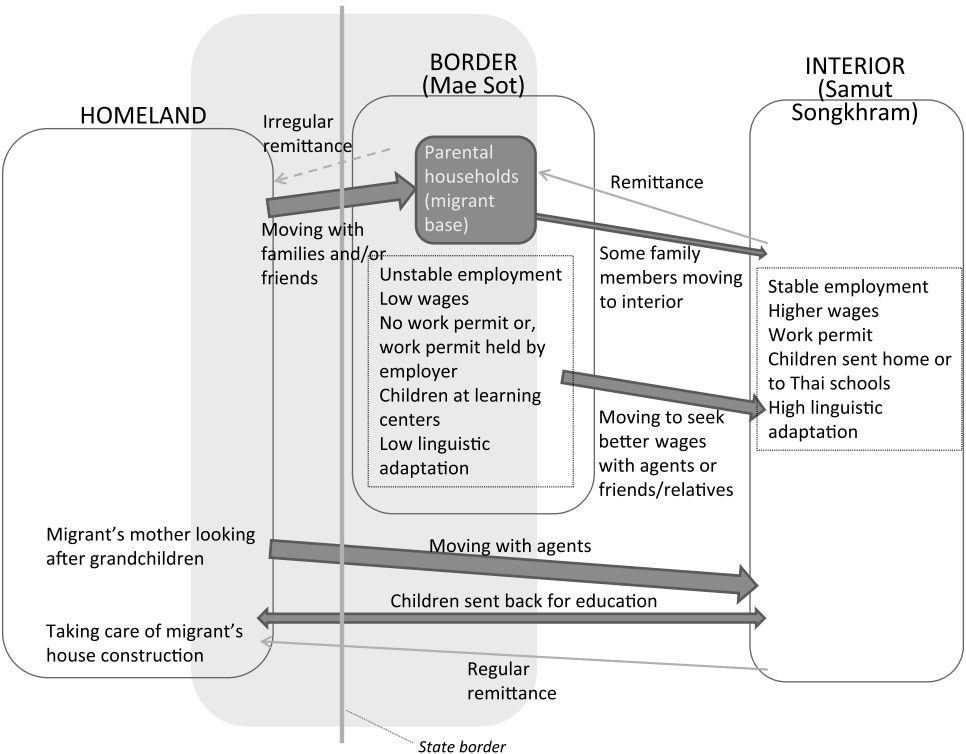 BORDER
(Mae Sot)
INTERIOR
(Samut
Songkhram)
HOMELAND
Irregular
remittance
Parental
households
(migrant
base)
Remittance
Moving with
families and/or
friends
Some family
members moving
to interior
Unstable employment
Low wages
No work permit or,
work permit held by
employer
Children at learning
centers
Low linguistic
adaptation
Stable employment
Higher wages
Work permit
Children sent home or
to Thai schools
High linguistic
adaptation
Moving to seek
better wages
with agents or
friends/relatives
Migrant’s mother looking
after grandchildren
Moving with agents
Children sent back for education
Taking care of migrant’s
house construction
Regular
remittance
State border